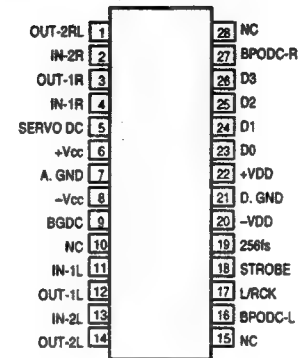 OUT-2RL 1
IN-2R 2
OUT-1R 3
IN-1R 4
SERVO DC 5
+Vcc 6
A. GND 7
-Vcc 8
BGDC 9
NC 10
IN-1L 11
OUT-1L 12
IN-2L 13
OUT-2L 14
28 NC
27 BPODC-R
26 D3
25 D2
24 D1
23 D0
22 +VDD
21 D. GND
20 -VDD
19 256fs
18 STROBE
17 L/RCK
16 BPODC-L
15 NC